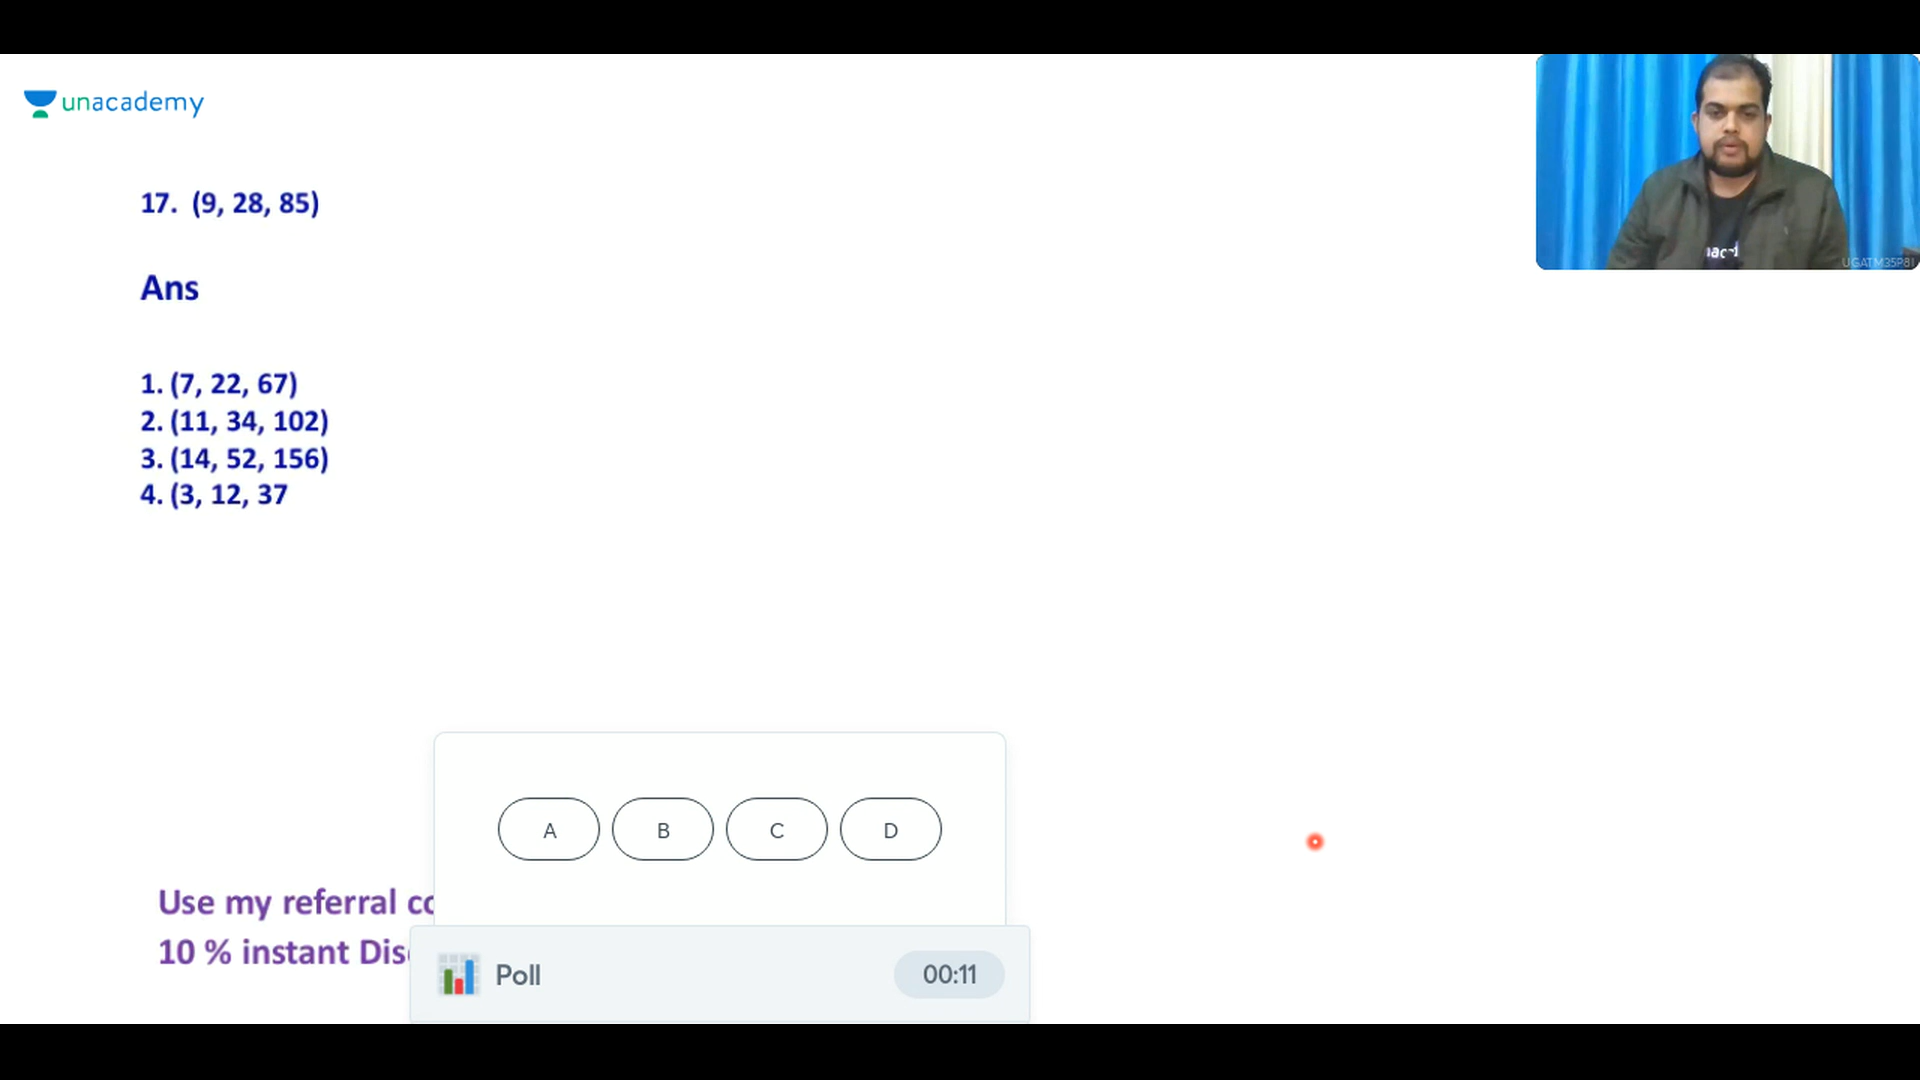 unacademy
17. (9, 28, 85)
Ans
1. (7, 22, 67)
2. (11, 34, 102)
3. (14, 52, 156)
4. (3, 12, 37
A B C D
Use my referral
10 % instant
Poll 00:11
UGATM35P8I